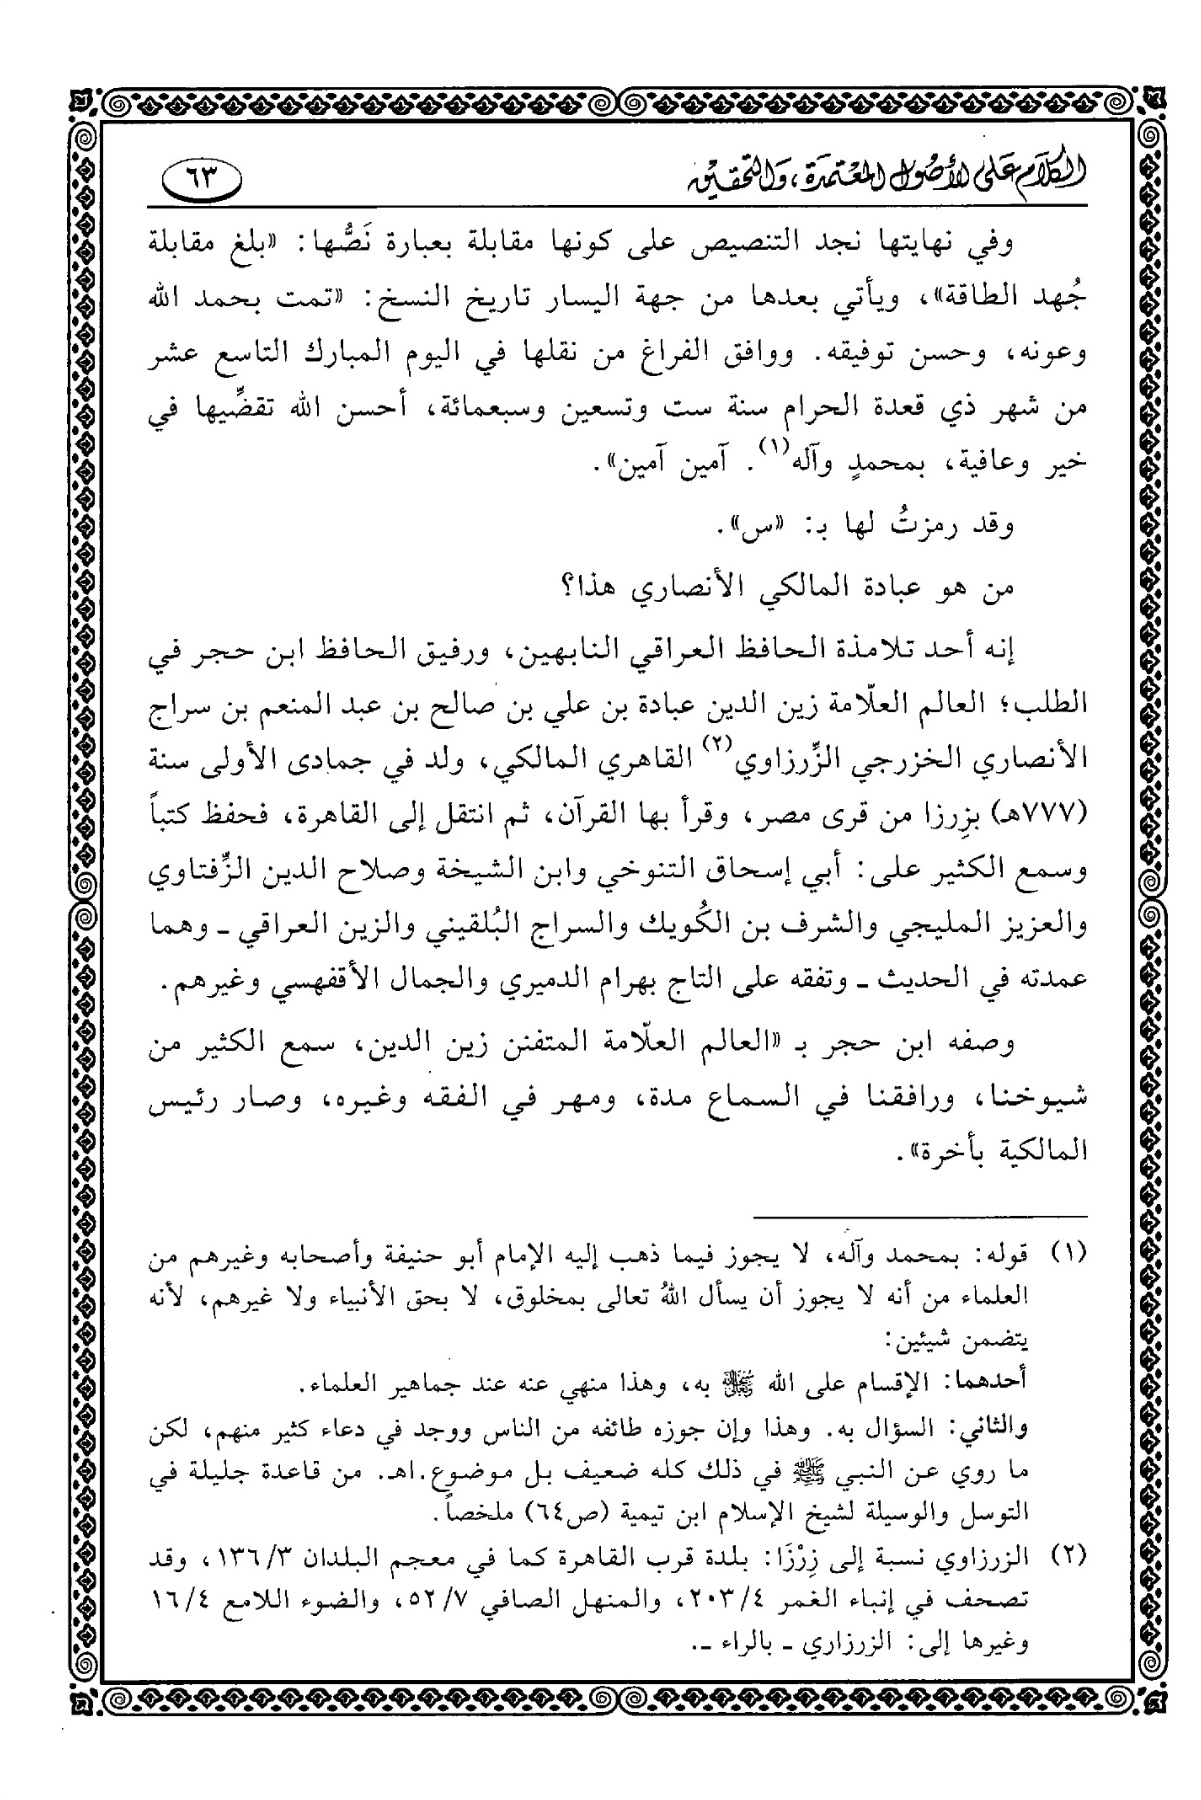 الكلام على الأصول المعتمدة، والتحقيق
٦٣
وفي نهايتها نجد التنصيص على كونها مقابلة بعبارة نَصُّها: «بلغ مقابلة
جُهد الطاقة»، ويأتي بعدها من جهة اليسار تاريخ النسخ: «تمت بحمد الله
وعونه، وحسن توفيقه. ووافق الفراغ من نقلها في اليوم المبارك التاسع عشر
من شهر ذي قعدة الحرام سنة ست وتسعين وسبعمائة، أحسن الله تقضِّيها في
خير وعافية، بمحمدٍ وآله(١). آمين آمين».
وقد رمزتُ لها بـ: «س».
من هو عبادة المالكي الأنصاري هذا؟
إنه أحد تلامذة الحافظ العراقي النابهين، ورفيق الحافظ ابن حجر في
الطلب؛ العالم العلّامة زين الدين عبادة بن علي بن صالح بن عبد المنعم بن سراج
الأنصاري الخزرجي الزِّرزاوي(٢) القاهري المالكي، ولد في جمادى الأولى سنة
(٧٧٧هـ) بزِرزا من قرى مصر، وقرأ بها القرآن، ثم انتقل إلى القاهرة، فحفظ كتباً
وسمع الكثير على: أبي إسحاق التنوخي وابن الشيخة وصلاح الدين الزِّفتاوي
والعزيز المليجي والشرف بن الكُويك والسراج البُلقيني والزين العراقي ـ وهما
عمدته في الحديث ـ وتفقه على التاج بهرام الدميري والجمال الأقفهسي وغيرهم.
وصفه ابن حجر بـ «العالم العلّامة المتفنن زين الدين، سمع الكثير من
شيوخنا، ورافقنا في السماع مدة، ومهر في الفقه وغيره، وصار رئيس
المالكية بأخرة».
(١) قوله: بمحمد وآله، لا يجوز فيما ذهب إليه الإمام أبو حنيفة وأصحابه وغيرهم من
العلماء من أنه لا يجوز أن يسأل اللهُ تعالى بمخلوق، لا بحق الأنبياء ولا غيرهم، لأنه
يتضمن شيئين:
أحدهما: الإقسام على الله ﷻ به، وهذا منهي عنه عند جماهير العلماء.
والثاني: السؤال به. وهذا وإن جوزه طائفه من الناس ووجد في دعاء كثير منهم، لكن
ما روي عن النبي ﷺ في ذلك كله ضعيف بل موضوع.اهـ. من قاعدة جليلة في
التوسل والوسيلة لشيخ الإسلام ابن تيمية (ص٦٤) ملخصاً.
(٢) الزرزاوي نسبة إلى زِرْزَا: بلدة قرب القاهرة كما في معجم البلدان ١٣٦/٣، وقد
تصحف في إنباء الغمر ٢٠٣/٤، والمنهل الصافي ٥٢/٧، والضوء اللامع ١٦/٤
وغيرها إلى: الزرزاري ـ بالراء ـ.